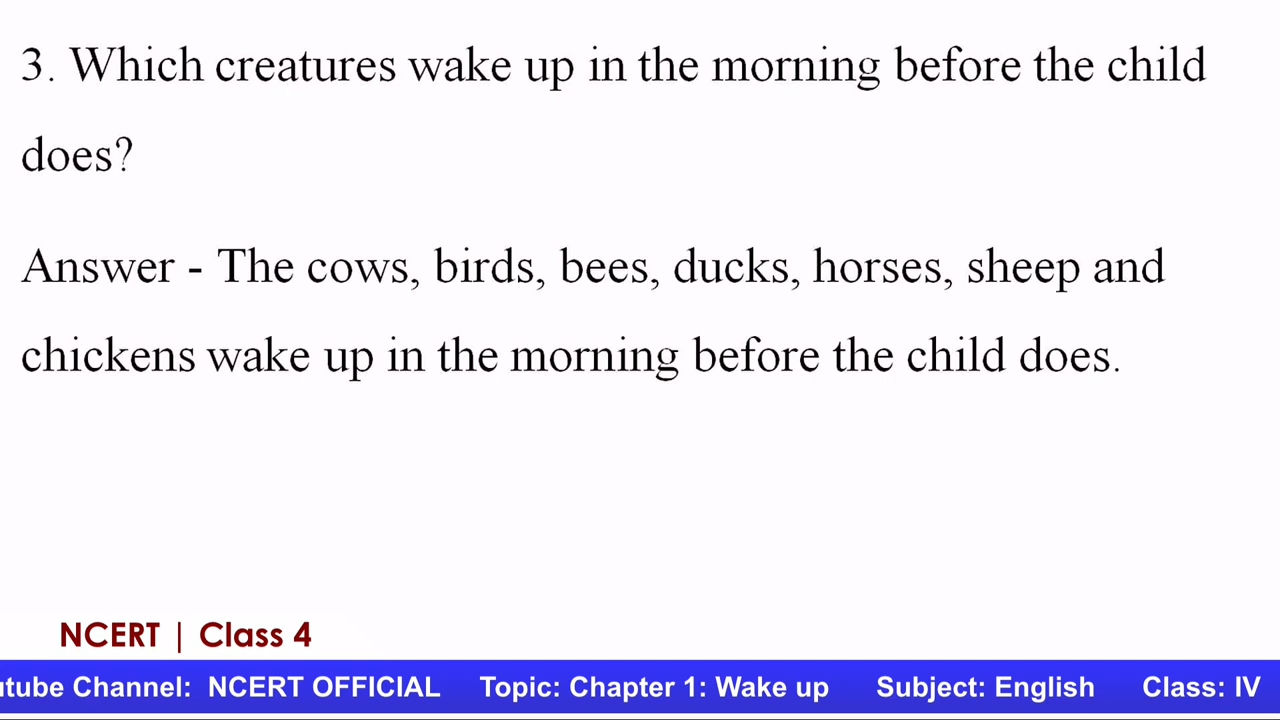 3. Which creatures wake up in the morning before the child
does?
Answer - The cows, birds, bees, ducks, horses, sheep and
chickens wake up in the morning before the child does.
NCERT | Class 4
utube Channel: NCERT OFFICIAL Topic: Chapter 1: Wake up Subject: English Class: IV